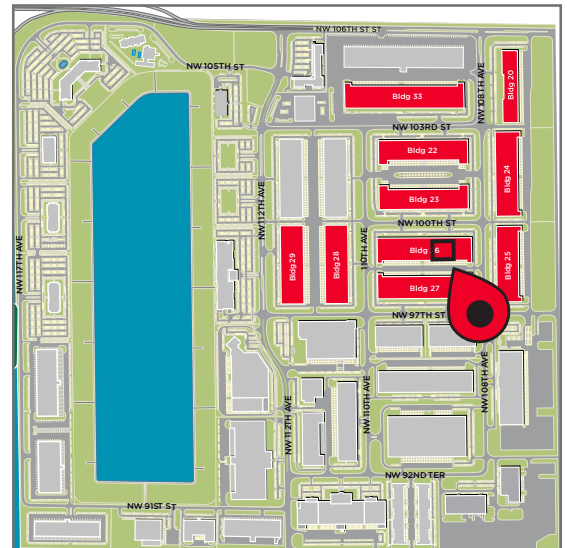 NW 106TH ST ST
NW 105TH ST
NW 108TH AVE
Bldg 20
Bldg 33
NW 103RD ST
Bldg 22
Bldg 24
Bldg 23
NW 112TH AVE
NW 100TH ST
NW 117TH AVE
110TH AVE
Bldg 29
Bldg 28
Bldg 6
Bldg 25
Bldg 27
NW 97TH ST
NW 108TH AVE
NW 112TH AVE
NW 110TH AVE
NW 92ND TER
NW 91ST ST